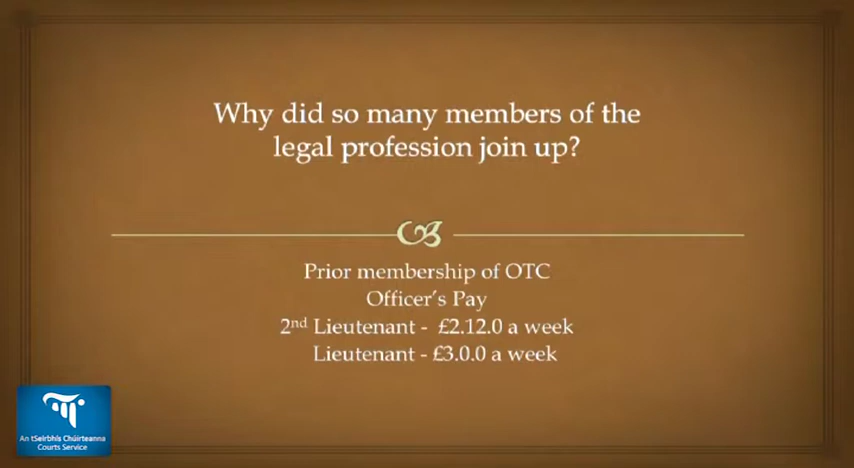 Why did so many members of the
legal profession join up?
Prior membership of OTC
Officer's Pay
2nd Lieutenant - £2.12.0 a week
Lieutenant - £3.0.0 a week
An tSeirbhís Chúirteanna
Courts Service